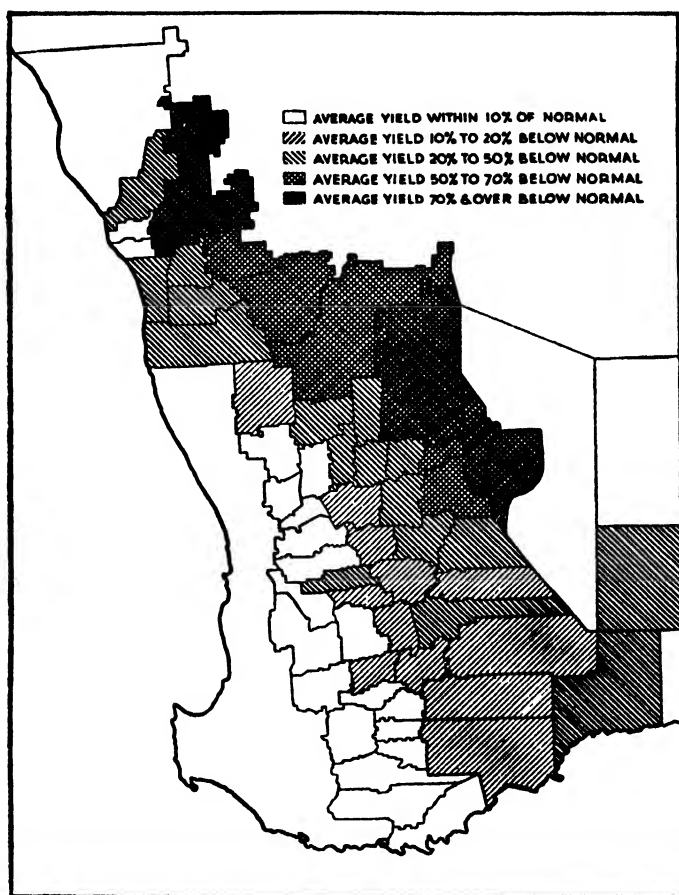 AVERAGE YIELD WITHIN 10% OF NORMAL
AVERAGE YIELD 10% TO 20% BELOW NORMAL
AVERAGE YIELD 20% TO 50% BELOW NORMAL
AVERAGE YIELD 50% TO 70% BELOW NORMAL
AVERAGE YIELD 70% & OVER BELOW NORMAL